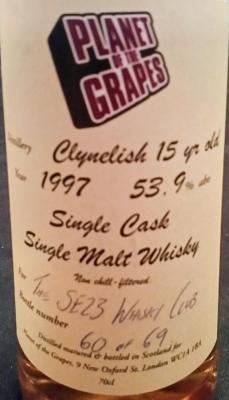 PLANET
OF THE
GRAPES
Distillery Clynelish 15 yr old
Year 1997 53.9% abv
Single Cask
Single Malt Whisky
Non chill-filtered
For The SE23 Whisky Club
Bottle number 60 of 69
Distilled matured & bottled in Scotland for
of the Grapes, 9 New Oxford St. London WC1A 1BA
70cl